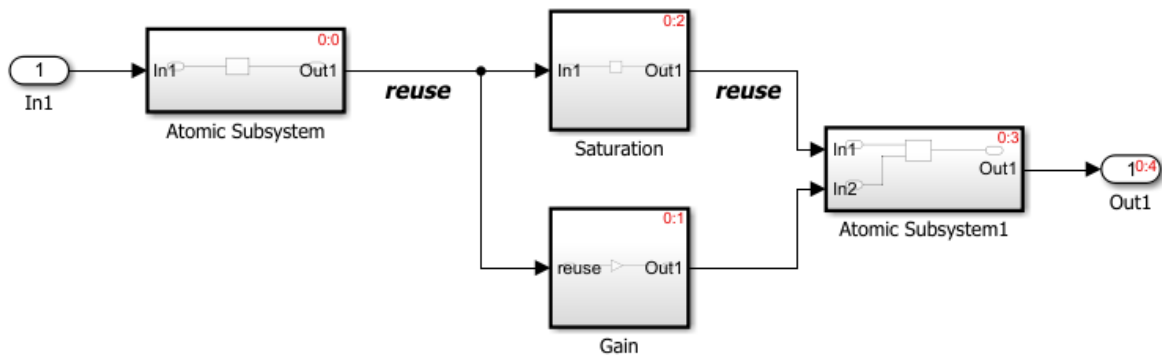 1
In1
0:0
In1
Out1
Atomic Subsystem
reuse
0:2
In1
Out1
Saturation
reuse
0:1
reuse
Out1
Gain
0:3
In1
In2
Out1
Atomic Subsystem1
1
0:4
Out1